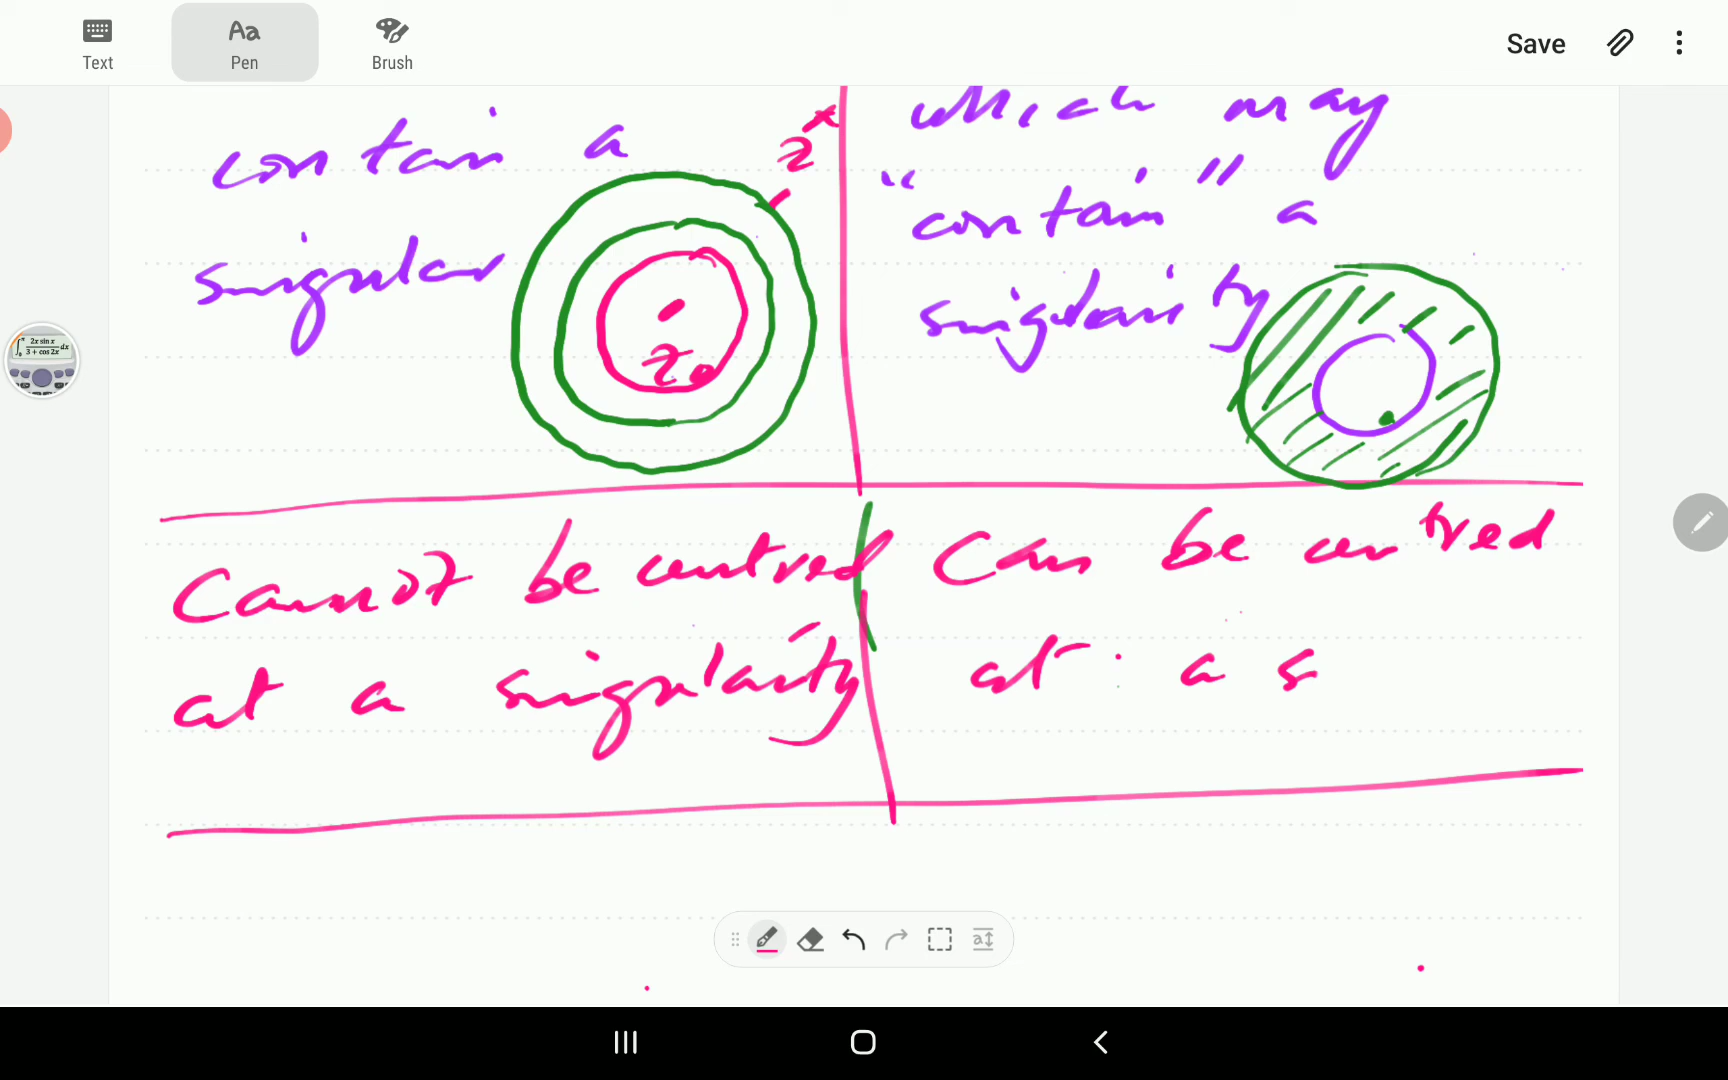 Text
Aa
Pen
Brush
Save
contain a
singular
z
z₀
which may
"contain" a
singularity
Cannot be centred
at a singularity
Can be centred
at a s